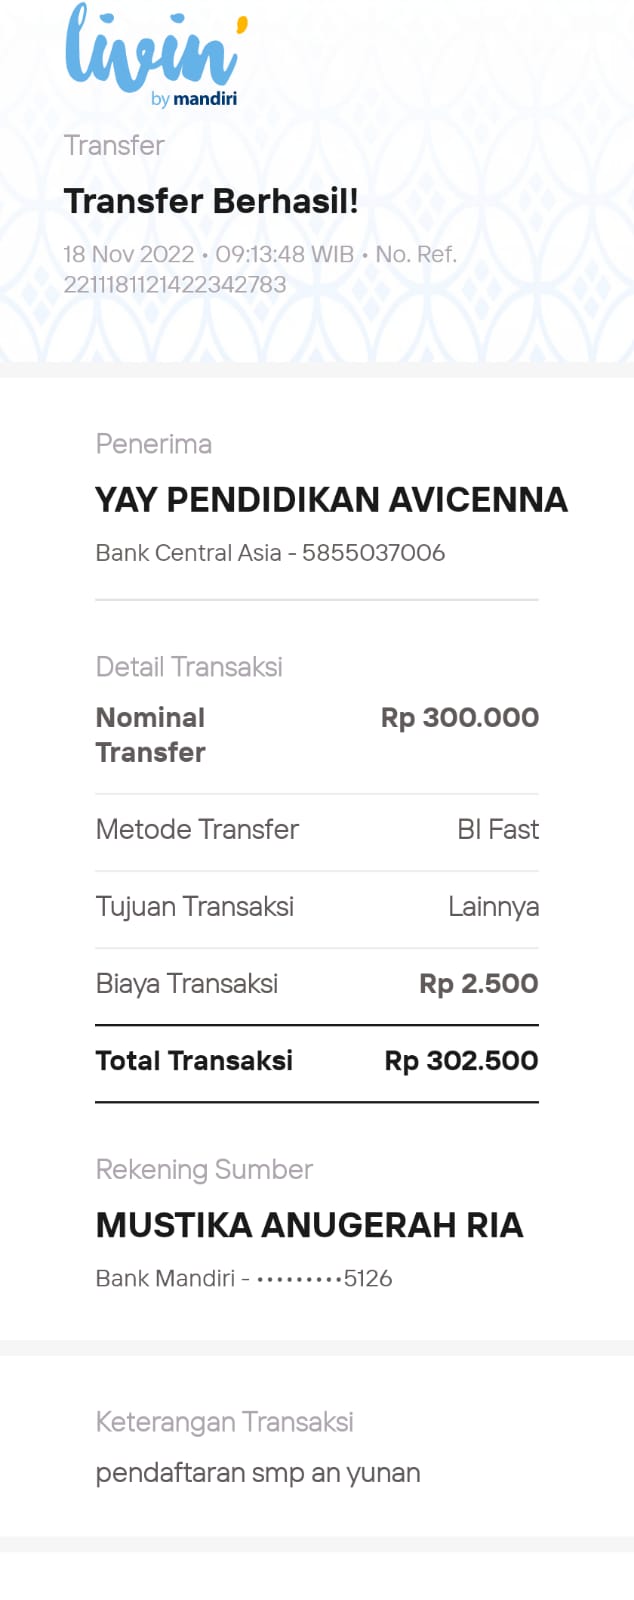 livin'
by mandiri
Transfer
Transfer Berhasil!
18 Nov 2022 • 09:13:48 WIB • No. Ref.
2211181121422342783
Penerima
YAY PENDIDIKAN AVICENNA
Bank Central Asia - 5855037006
Detail Transaksi
Nominal Rp 300.000
Transfer
Metode Transfer BI Fast
Tujuan Transaksi Lainnya
Biaya Transaksi Rp 2.500
Total Transaksi Rp 302.500
Rekening Sumber
MUSTIKA ANUGERAH RIA
Bank Mandiri - •••••••••5126
Keterangan Transaksi
pendaftaran smp an yunan